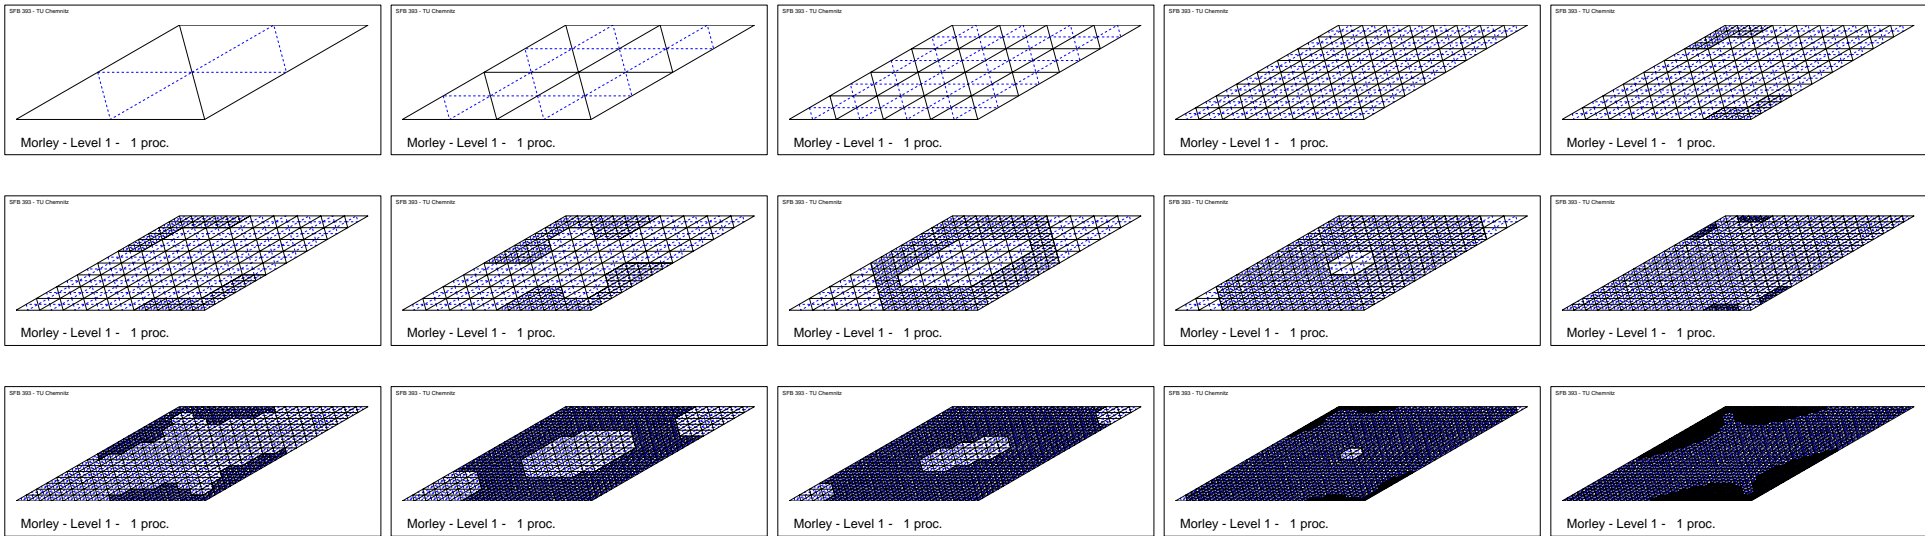 SFB 393 - TU Chemnitz
SFB 393 - TU Chemnitz
SFB 393 - TU Chemnitz
SFB 393 - TU Chemnitz
SFB 393 - TU Chemnitz
Morley - Level 1 - 1 proc.
Morley - Level 1 - 1 proc.
Morley - Level 1 - 1 proc.
Morley - Level 1 - 1 proc.
Morley - Level 1 - 1 proc.
SFB 393 - TU Chemnitz
SFB 393 - TU Chemnitz
SFB 393 - TU Chemnitz
SFB 393 - TU Chemnitz
SFB 393 - TU Chemnitz
Morley - Level 1 - 1 proc.
Morley - Level 1 - 1 proc.
Morley - Level 1 - 1 proc.
Morley - Level 1 - 1 proc.
Morley - Level 1 - 1 proc.
SFB 393 - TU Chemnitz
SFB 393 - TU Chemnitz
SFB 393 - TU Chemnitz
SFB 393 - TU Chemnitz
SFB 393 - TU Chemnitz
Morley - Level 1 - 1 proc.
Morley - Level 1 - 1 proc.
Morley - Level 1 - 1 proc.
Morley - Level 1 - 1 proc.
Morley - Level 1 - 1 proc.